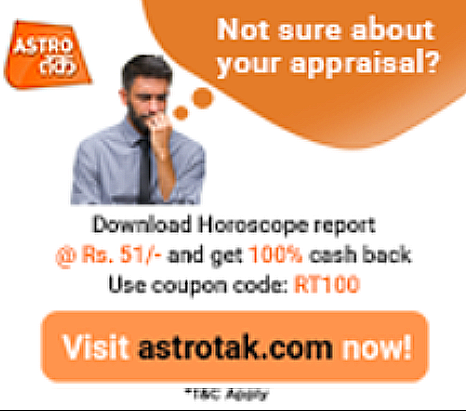 ASTRO
तक
Not sure about
your appraisal?
Download Horoscope report
@ Rs. 51/- and get 100% cash back
Use coupon code: RT100
Visit astrotak.com now!
*T&C Apply